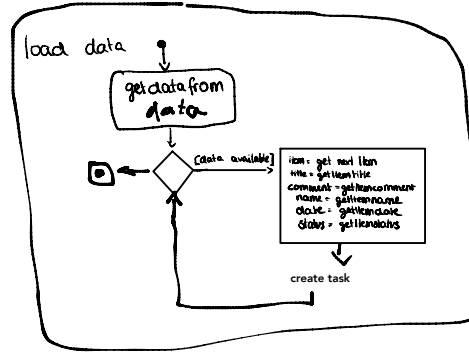 load data
get data from
data
[data available]
item = get next Item
title = getItemtitle
comment = getItemcomment
name = getItemname
date = getItemdate
status = getItemstatus
create task